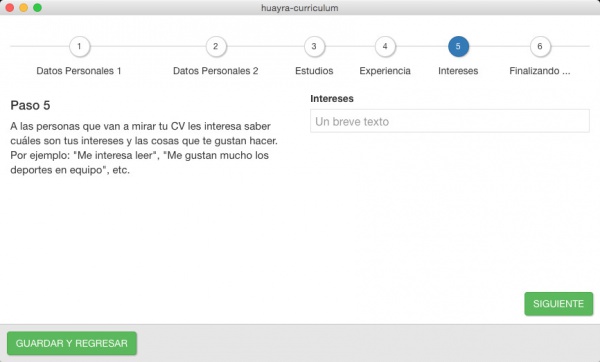 huayra-curriculum
1
2
3
4
5
6
Datos Personales 1
Datos Personales 2
Estudios
Experiencia
Intereses
Finalizando ...
Paso 5
A las personas que van a mirar tu CV les interesa saber
cuáles son tus intereses y las cosas que te gustan hacer.
Por ejemplo: "Me interesa leer", "Me gustan mucho los
deportes en equipo", etc.
Intereses
Un breve texto
SIGUIENTE
GUARDAR Y REGRESAR